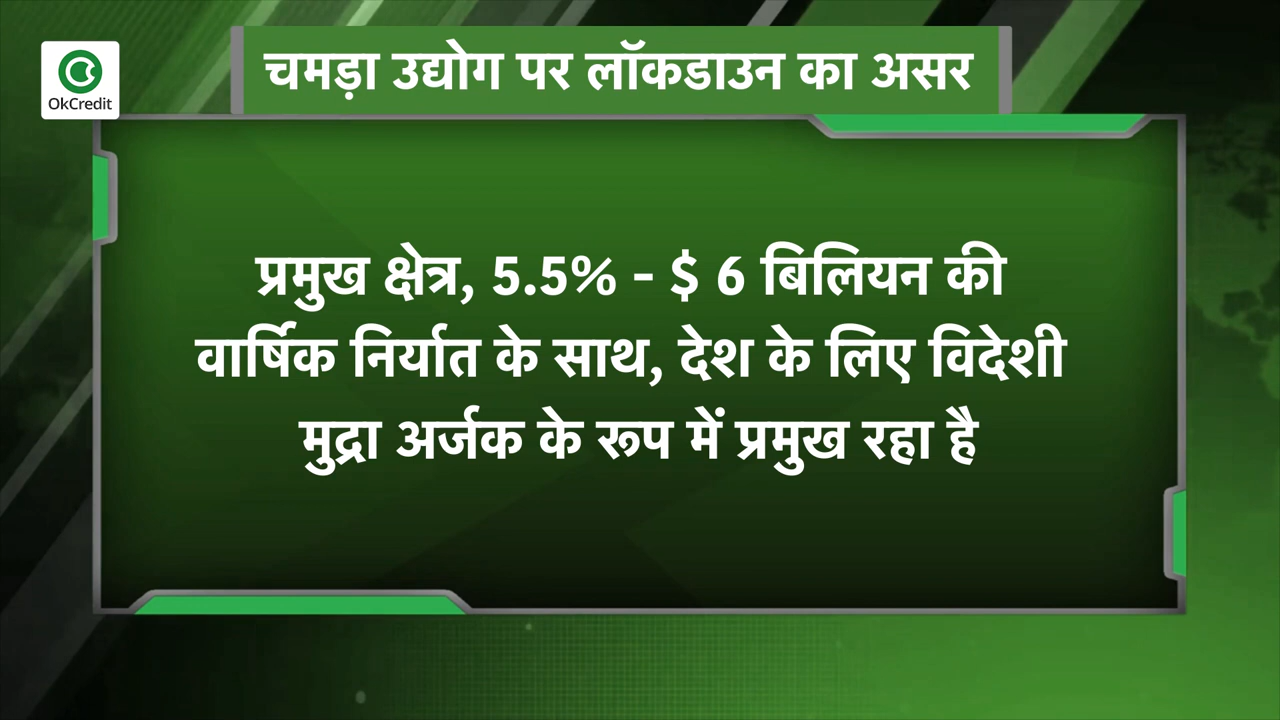 चमड़ा उद्योग पर लॉकडाउन का असर
OkCredit
प्रमुख क्षेत्र, 5.5% - $ 6 बिलियन की
वार्षिक निर्यात के साथ, देश के लिए विदेशी
मुद्रा अर्जक के रूप में प्रमुख रहा है